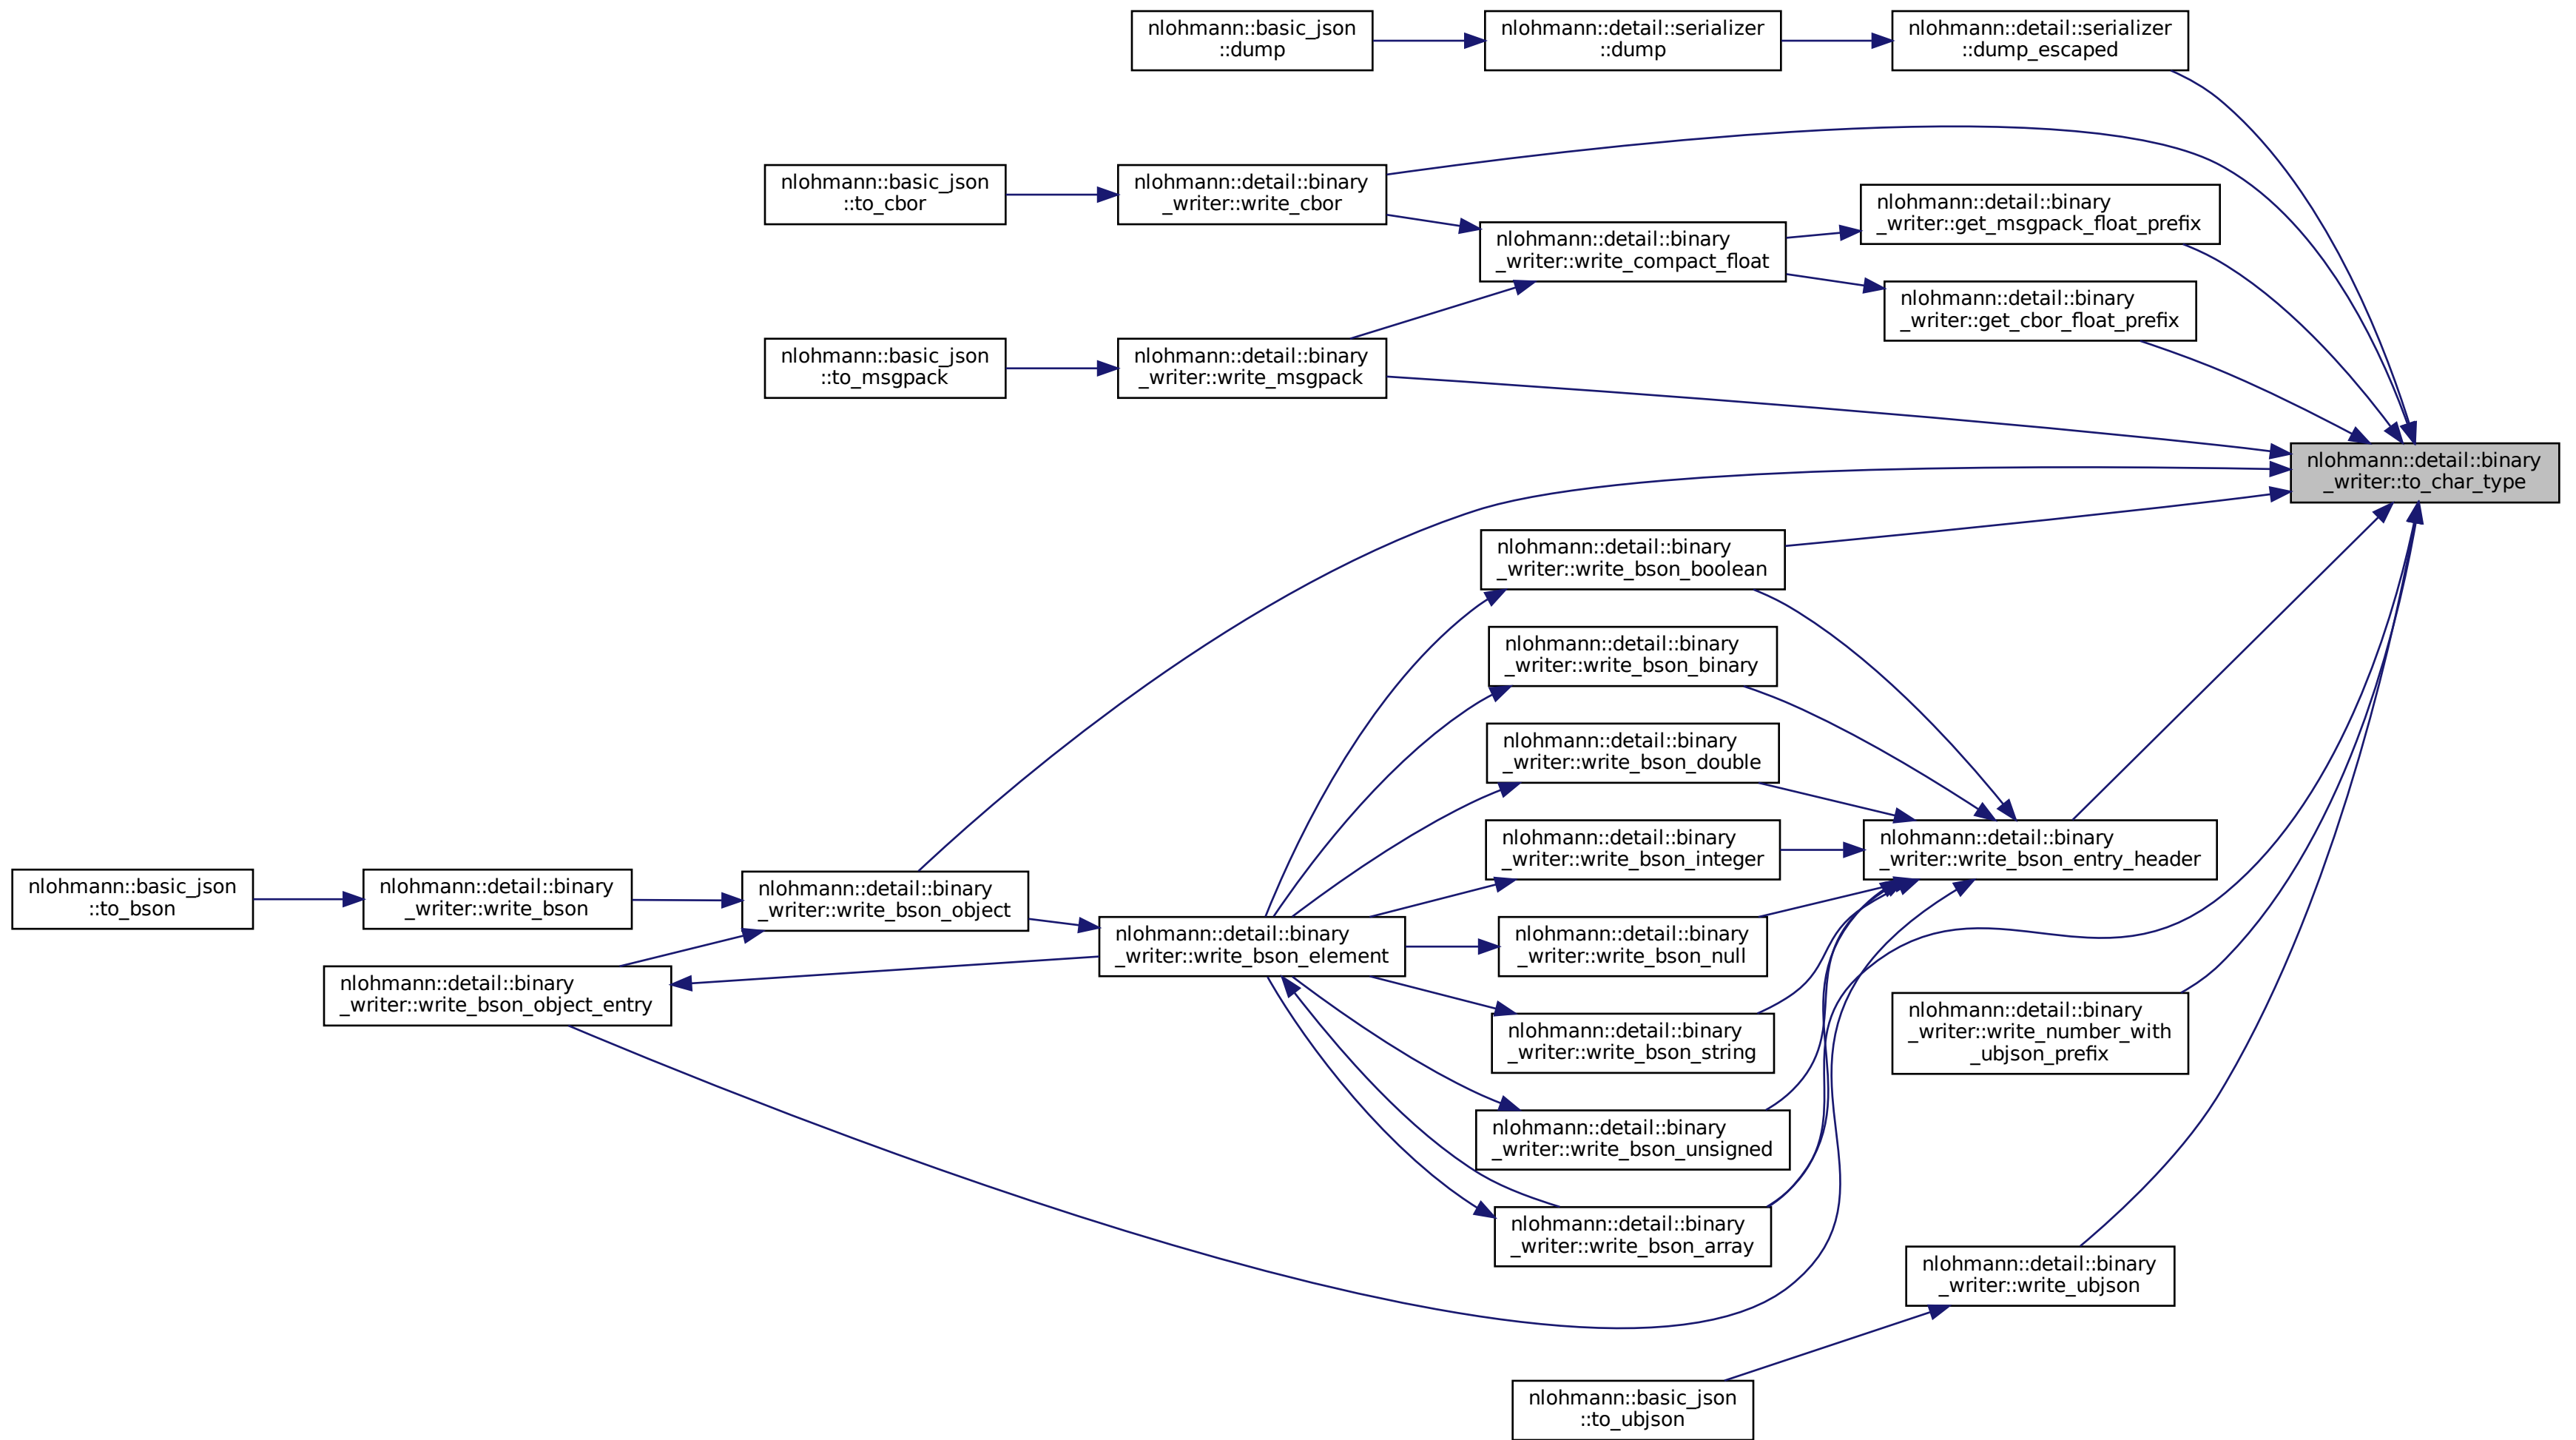 nlohmann::basic_json
::dump
nlohmann::detail::serializer
::dump
nlohmann::detail::serializer
::dump_escaped
nlohmann::basic_json
::to_cbor
nlohmann::detail::binary
_writer::write_cbor
nlohmann::detail::binary
_writer::get_msgpack_float_prefix
nlohmann::detail::binary
_writer::write_compact_float
nlohmann::detail::binary
_writer::get_cbor_float_prefix
nlohmann::basic_json
::to_msgpack
nlohmann::detail::binary
_writer::write_msgpack
nlohmann::detail::binary
_writer::to_char_type
nlohmann::detail::binary
_writer::write_bson_boolean
nlohmann::detail::binary
_writer::write_bson_binary
nlohmann::detail::binary
_writer::write_bson_double
nlohmann::detail::binary
_writer::write_bson_integer
nlohmann::detail::binary
_writer::write_bson_entry_header
nlohmann::basic_json
::to_bson
nlohmann::detail::binary
_writer::write_bson
nlohmann::detail::binary
_writer::write_bson_object
nlohmann::detail::binary
_writer::write_bson_element
nlohmann::detail::binary
_writer::write_bson_null
nlohmann::detail::binary
_writer::write_bson_object_entry
nlohmann::detail::binary
_writer::write_bson_string
nlohmann::detail::binary
_writer::write_number_with
_ubjson_prefix
nlohmann::detail::binary
_writer::write_bson_unsigned
nlohmann::detail::binary
_writer::write_bson_array
nlohmann::detail::binary
_writer::write_ubjson
nlohmann::basic_json
::to_ubjson